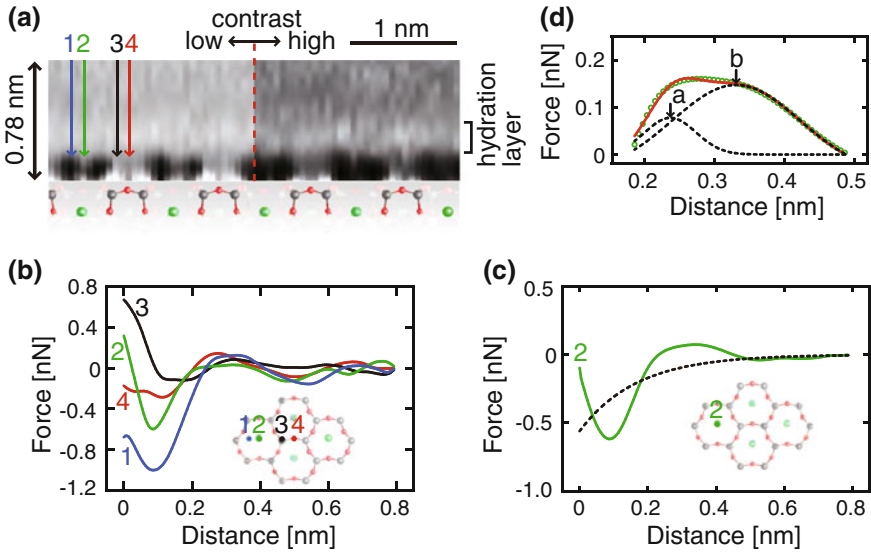 (a)
contrast
low high
1 nm
1 2 3 4
0.78 nm
hydration
layer
(d)
Force [nN]
0.2
0.1
0
a
b
0.1 0.2 0.3 0.4 0.5
Distance [nm]
(b)
Force [nN]
0.8
0.4
0
-0.4
-0.8
-1.2
3
2
4
1
1 2 3 4
0 0.2 0.4 0.6 0.8
Distance [nm]
(c)
Force [nN]
0.5
0
-0.5
-1.0
2
2
0 0.2 0.4 0.6 0.8
Distance [nm]